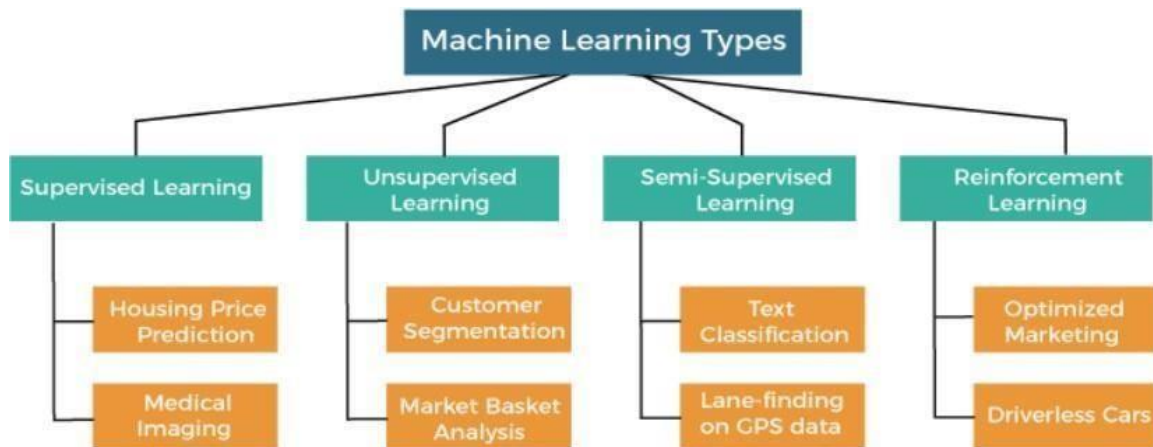 Machine Learning Types
Supervised Learning
Unsupervised
Learning
Semi-Supervised
Learning
Reinforcement
Learning
Housing Price
Prediction
Medical
Imaging
Customer
Segmentation
Market Basket
Analysis
Text
Classification
Lane-finding
on GPS data
Optimized
Marketing
Driverless Cars